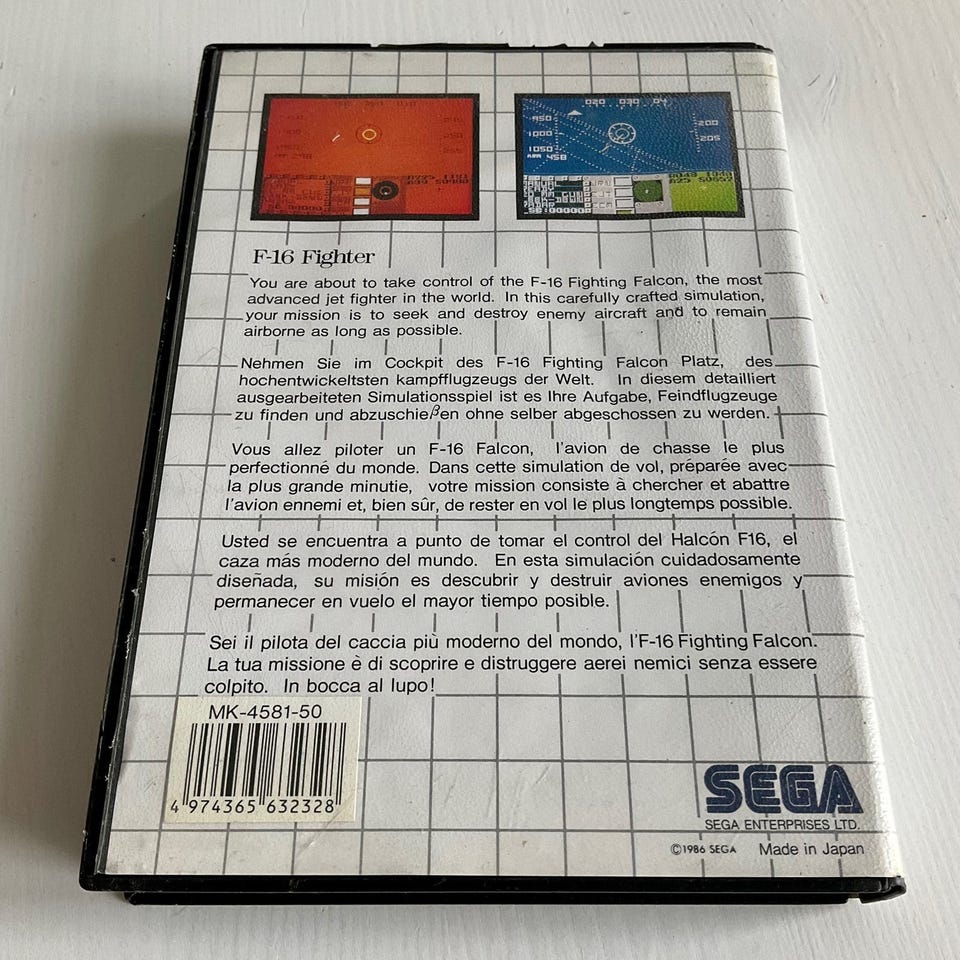 020 030 04
950
1000
1050
458
200
205
F-16 Fighter
You are about to take control of the F-16 Fighting Falcon, the most
advanced jet fighter in the world. In this carefully crafted simulation,
your mission is to seek and destroy enemy aircraft and to remain
airborne as long as possible.
Nehmen Sie im Cockpit des F-16 Fighting Falcon Platz, des
hochentwickeltsten kampfflugzeugs der Welt. In diesem detailliert
ausgearbeiteten Simulationsspiel ist es Ihre Aufgabe, Feindflugzeuge
zu finden und abzuschießen ohne selber abgeschossen zu werden.
Vous allez piloter un F-16 Falcon, l'avion de chasse le plus
perfectionné du monde. Dans cette simulation de vol, préparée avec
la plus grande minutie, votre mission consiste à chercher et abattre
l'avion ennemi et, bien sûr, de rester en vol le plus longtemps possible.
Usted se encuentra a punto de tomar el control del Halcón F16, el
caza más moderno del mundo. En esta simulación cuidadosamente
diseñada, su misión es descubrir y destruir aviones enemigos y
permanecer en vuelo el mayor tiempo posible.
Sei il pilota del caccia più moderno del mondo, l'F-16 Fighting Falcon.
La tua missione è di scoprire e distruggere aerei nemici senza essere
colpito. In bocca al lupo!
MK-4581-50
4 974365 632328
SEGA
SEGA ENTERPRISES LTD.
©1986 SEGA Made in Japan